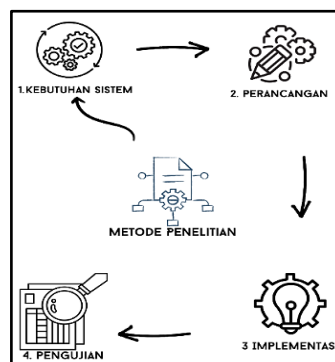 1.KEBUTUHAN SISTEM
2. PERANCANGAN
METODE PENELITIAN
3 IMPLEMENTAS
4. PENGUJIAN